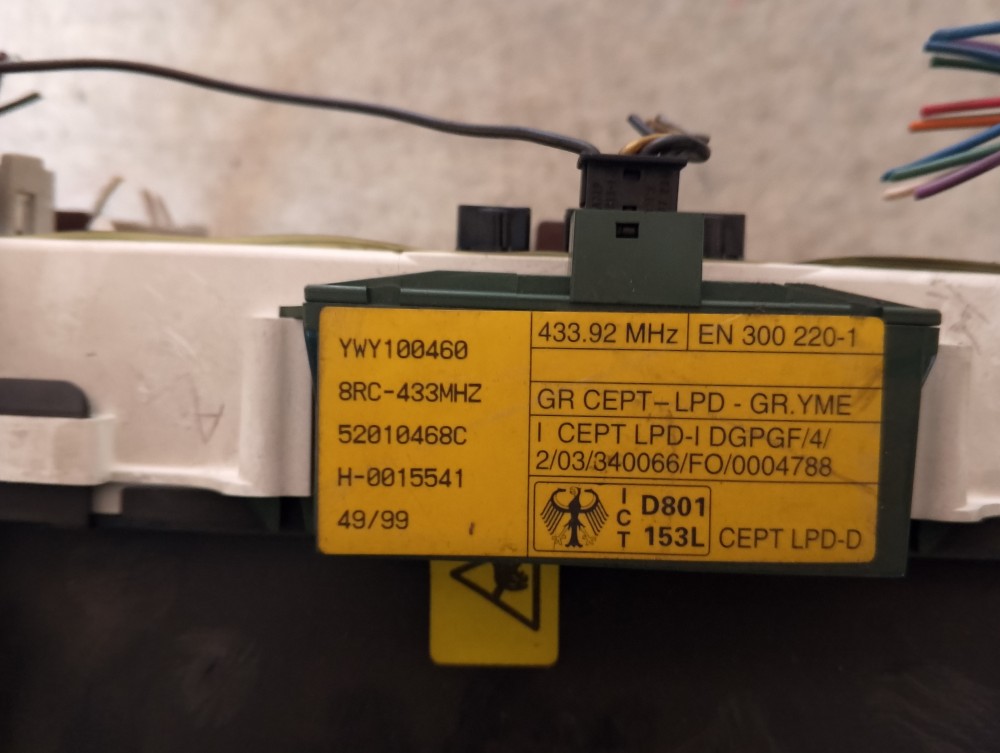 YWY100460
8RC-433MHZ
52010468C
H-0015541
49/99
433.92 MHz
EN 300 220-1
GR CEPT-LPD - GR.YME
I CEPT LPD-I DGPGF/4/
2/03/340066/FO/0004788
ICT
D801
153L
CEPT LPD-D